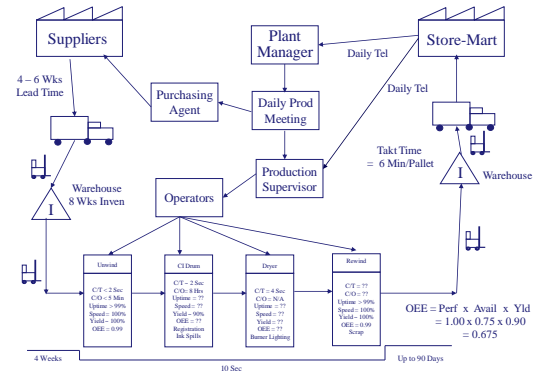 Suppliers
Plant
Manager
Store-Mart
Daily Tel
4 – 6 Wks
Lead Time
Purchasing
Agent
Daily Prod
Meeting
Daily Tel
Takt Time
= 6 Min/Pallet
Production
Supervisor
Operators
Warehouse
8 Wks Inven
I
I
Warehouse
Unwind
C/T < 2 Sec
C/O < 5 Min
Uptime > 99%
Speed= 100%
Yield ~ 100%
OEE = 0.99
CI Drum
C/T ~ 2 Sec
C/O: 8 Hrs
Uptime = ??
Speed = ??
Yield ~ 90%
OEE = ??
Registration
Ink Spills
Dryer
C/T = 4 Sec
C/O = N/A
Uptime = ??
Speed= ??
Yield = ??
OEE = ??
Burner Lighting
Rewind
C/T = ??
C/O = ??
Uptime > 99%
Speed= 100%
Yield ~ 100%
OEE = 0.99
Scrap
OEE = Perf x Avail x Yld
= 1.00 x 0.75 x 0.90
= 0.675
4 Weeks
10 Sec
Up to 90 Days